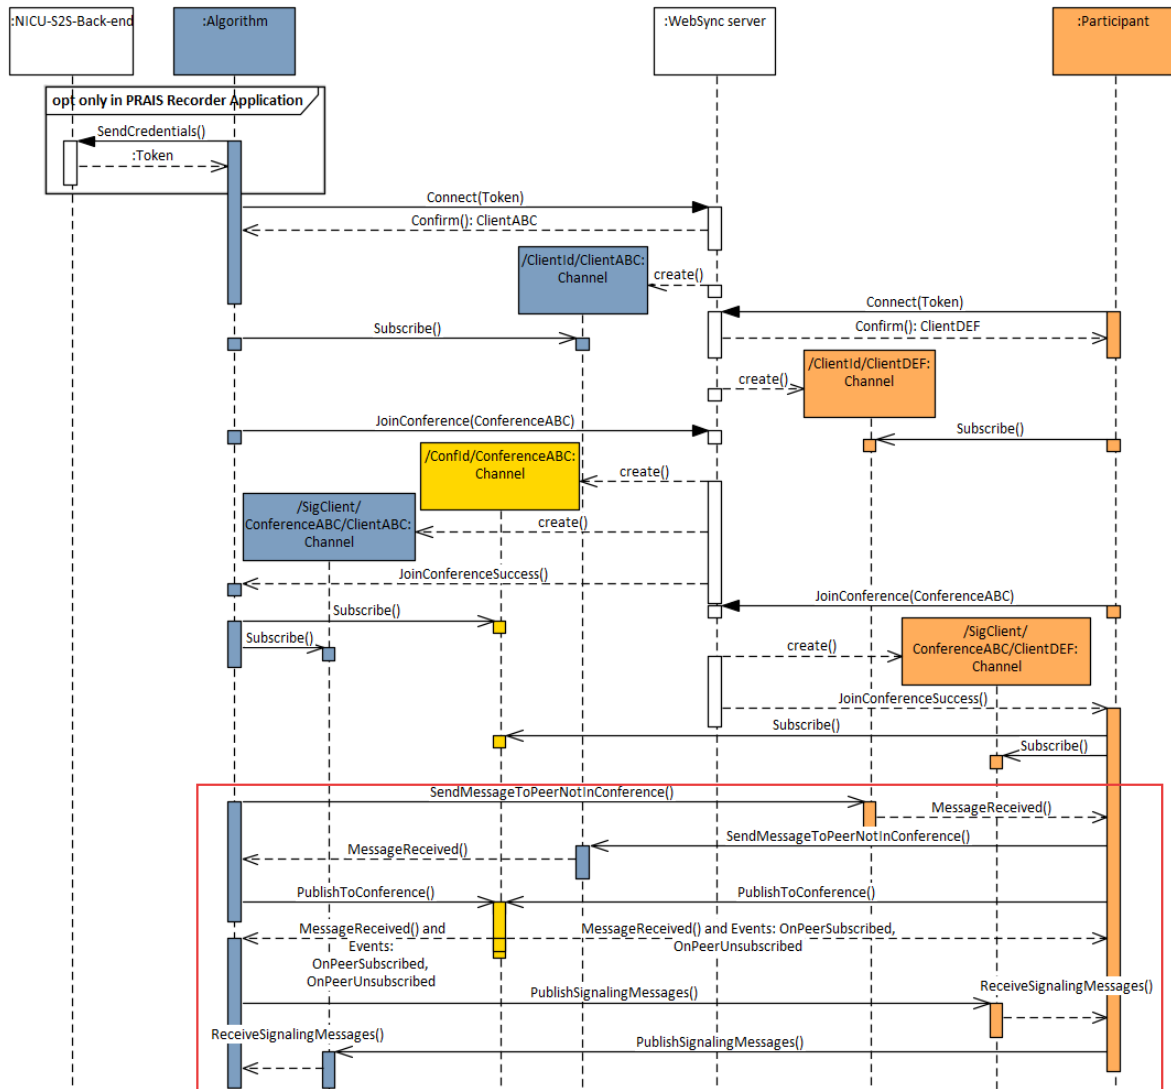 :NICU-S2S-Back-end
:Algorithm
:WebSync server
:Participant
opt only in PRAIS Recorder Application
SendCredentials()
:Token
Connect(Token)
Confirm(): ClientABC
/ClientId/ClientABC:
Channel
create()
Connect(Token)
Subscribe()
Confirm(): ClientDEF
/ClientId/ClientDEF:
Channel
create()
JoinConference(ConferenceABC)
Subscribe()
/ConfId/ConferenceABC:
Channel
create()
/SigClient/
ConferenceABC/ClientABC:
Channel
create()
JoinConferenceSuccess()
JoinConference(ConferenceABC)
Subscribe()
Subscribe()
/SigClient/
ConferenceABC/ClientDEF:
Channel
create()
JoinConferenceSuccess()
Subscribe()
Subscribe()
SendMessageToPeerNotInConference()
MessageReceived()
SendMessageToPeerNotInConference()
MessageReceived()
PublishToConference()
PublishToConference()
MessageReceived() and
Events:
OnPeerSubscribed,
OnPeerUnsubscribed
MessageReceived() and Events: OnPeerSubscribed,
OnPeerUnsubscribed
PublishSignalingMessages()
ReceiveSignalingMessages()
ReceiveSignalingMessages()
PublishSignalingMessages()